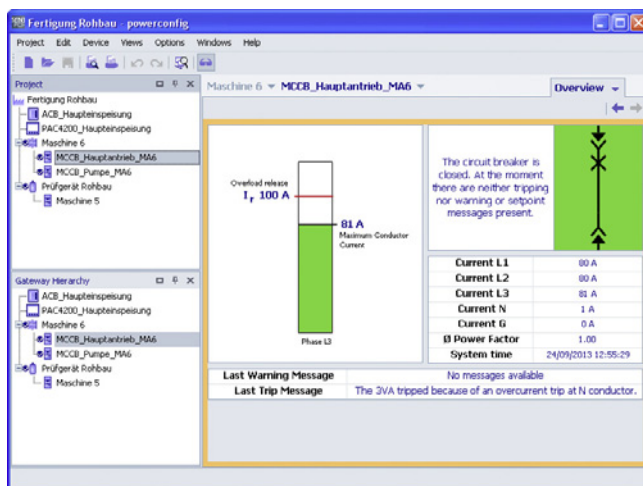 Fertigung Rohbau - powerconfig
Project Edit Device Views Options Windows Help
Project
Fertigung Rohbau
ACB_Haupteinspeisung
PAC4200_Haupteinspeisung
Maschine 6
MCCB_Hauptantrieb_MA6
MCCB_Pumpe_MA6
Prüfgerät Rohbau
Maschine 5
Gateway Hierarchy
ACB_Haupteinspeisung
Maschine 6
MCCB_Hauptantrieb_MA6
MCCB_Pumpe_MA6
Prüfgerät Rohbau
Maschine 5
Maschine 6 MCCB_Hauptantrieb_MA6
Overview
Overload release
Ir 100 A
81 A
Maximum-Conductor
Current
Phase L3
The circuit breaker is
closed. At the moment
there are neither tripping
nor warning or setpoint
messages present.
Current L1 80 A
Current L2 80 A
Current L3 81 A
Current N 1 A
Current G 0 A
Ø Power Factor 1.00
System time 24/09/2013 12:55:29
Last Warning Message No messages available
Last Trip Message The 3VA tripped because of an overcurrent trip at N conductor.